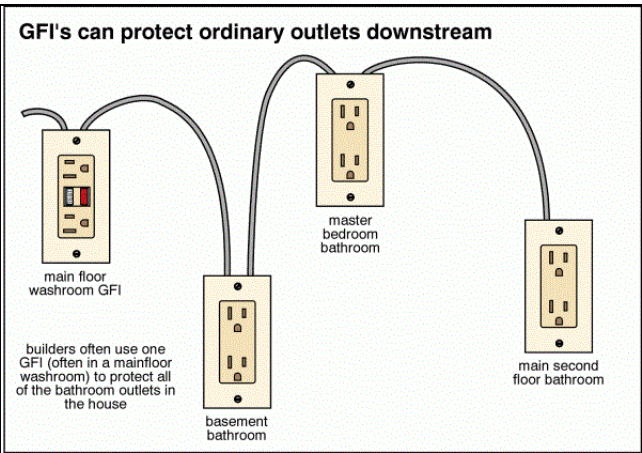 GFI's can protect ordinary outlets downstream
main floor
washroom GFI
builders often use one
GFI (often in a mainfloor
washroom) to protect all
of the bathroom outlets in
the house
basement
bathroom
master
bedroom
bathroom
main second
floor bathroom